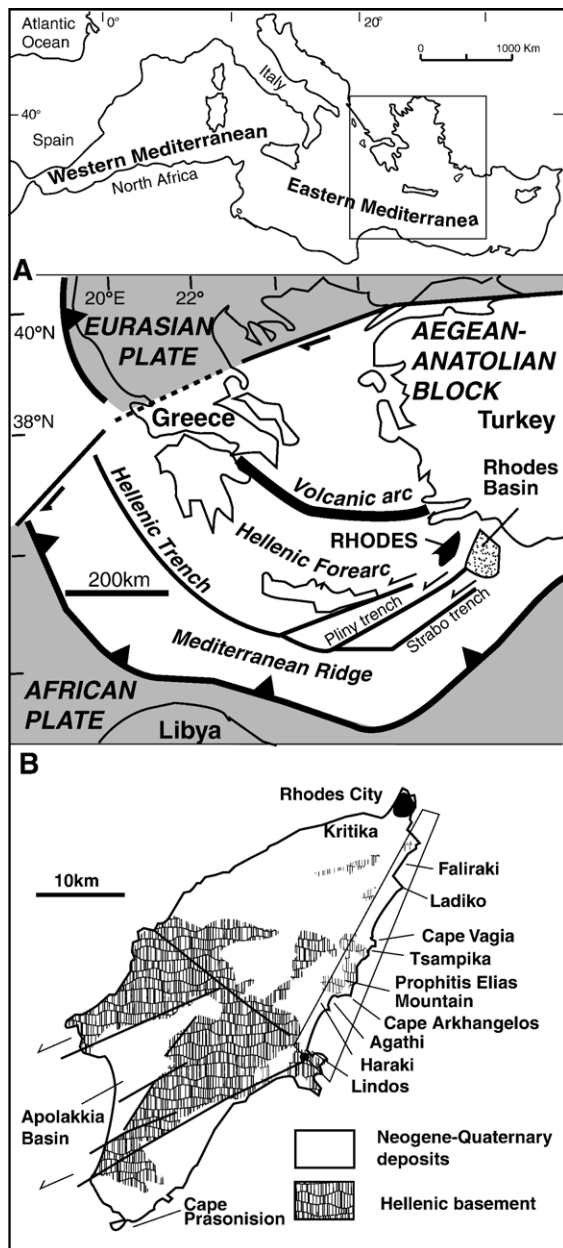 Atlantic
Ocean
0°
20°
0
1000 Km
Italy
40°
Spain
Western Mediterranean
North Africa
Eastern Mediterranea
A
20°E
22°
40°N
EURASIAN
PLATE
AEGEAN-
ANATOLIAN
BLOCK
38°N
Greece
Turkey
Rhodes
Basin
Volcanic arc
Hellenic Trench
RHODES
Hellenic Forearc
200km
Pliny trench
Strabo trench
Mediterranean Ridge
AFRICAN
PLATE
Libya
B
Rhodes City
Kritika
10km
Faliraki
Ladiko
Cape Vagia
Tsampika
Prophitis Elias
Mountain
Cape Arkhangelos
Agathi
Haraki
Lindos
Apolakkia
Basin
Neogene-Quaternary
deposits
Hellenic basement
Cape
Prasonision